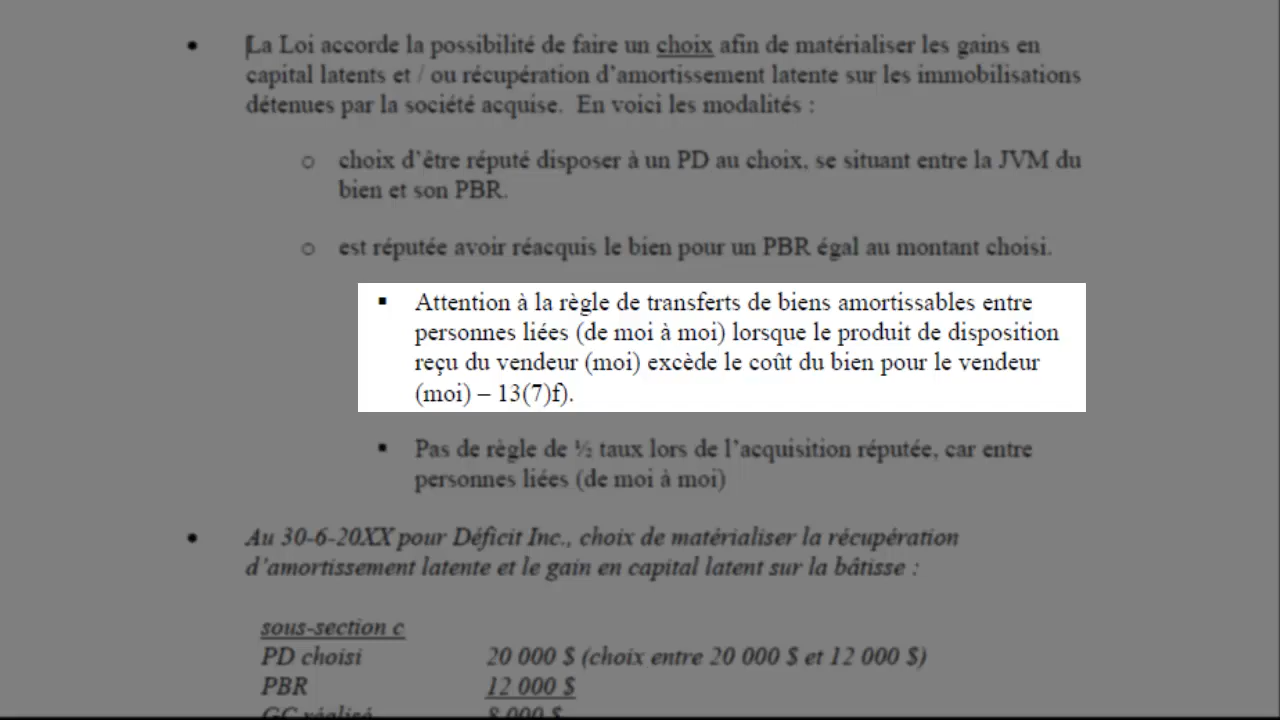 • La Loi accorde la possibilité de faire un choix afin de matérialiser les gains en
capital latents et / ou récupération d'amortissement latente sur les immobilisations
détenues par la société acquise. En voici les modalités :
o choix d'être réputé disposer à un PD au choix, se situant entre la JVM du
bien et son PBR.
o est réputée avoir réacquis le bien pour un PBR égal au montant choisi.
▪ Attention à la règle de transferts de biens amortissables entre
personnes liées (de moi à moi) lorsque le produit de disposition
reçu du vendeur (moi) excède le coût du bien pour le vendeur
(moi) – 13(7)f).
▪ Pas de règle de ½ taux lors de l'acquisition réputée, car entre
personnes liées (de moi à moi)
• Au 30-6-20XX pour Déficit Inc., choix de matérialiser la récupération
d'amortissement latente et le gain en capital latent sur la bâtisse :
sous-section c
PD choisi 20 000 $ (choix entre 20 000 $ et 12 000 $)
PBR 12 000 $
GC réalisé 8 000 $